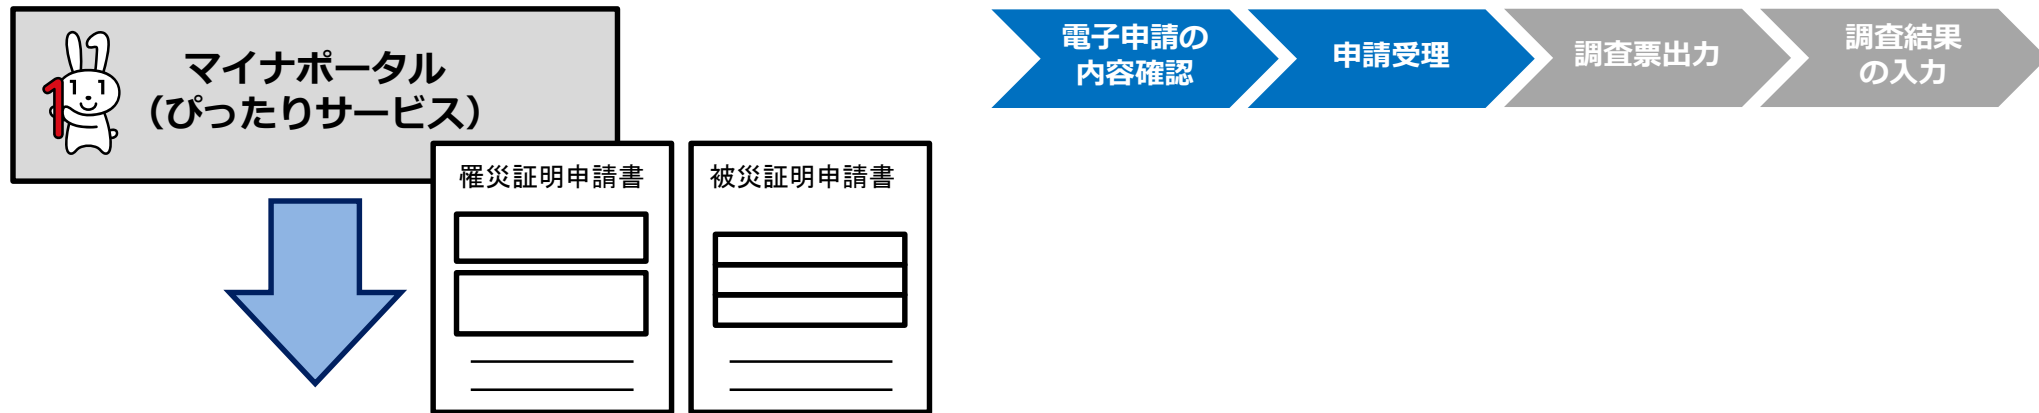 マイナポータル
（ぴったりサービス）
罹災証明申請書
被災証明申請書
電子申請の
内容確認
申請受理
調査票出力
調査結果
の入力